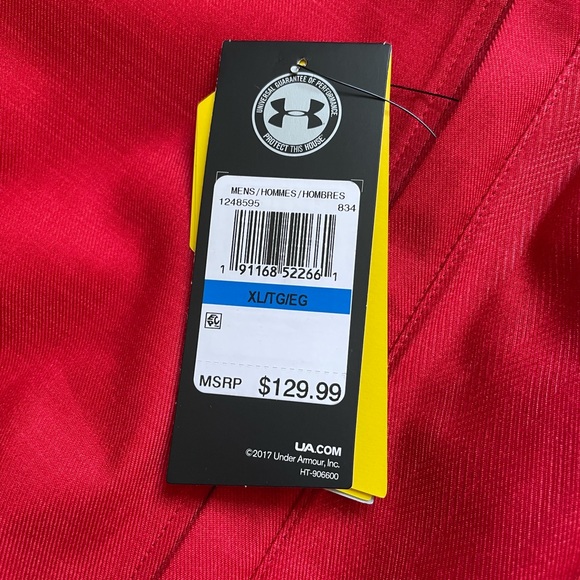 UNIVERSAL GUARANTEE OF PERFORMANCE
PROTECT THIS HOUSE
MENS/HOMMES/HOMBRES
1248595 834
1 91168 52266 1
XL/TG/EG
MSRP $129.99
UA.COM
©2017 Under Armour, Inc.
HT-906600